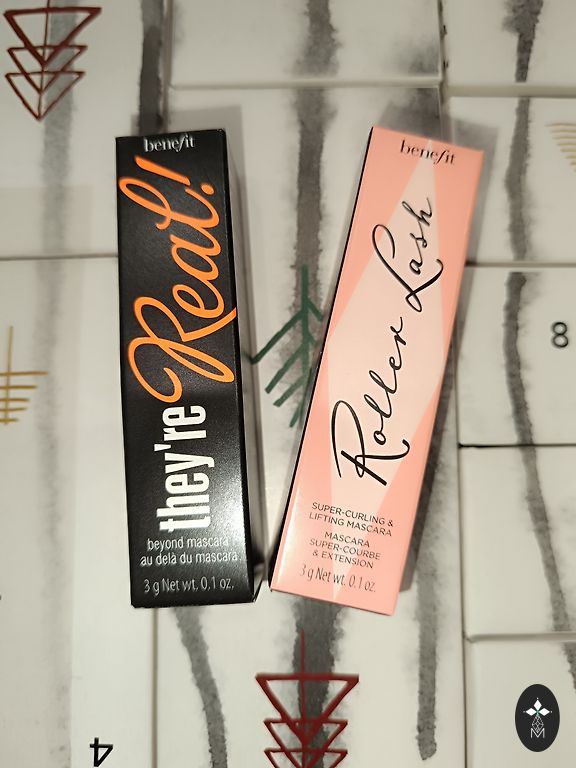 benefit
they're Real!
beyond mascara
au delà du mascara
3 g Net wt. 0.1 oz.
benefit
Roller Lash
SUPER-CURLING &
LIFTING MASCARA
MASCARA
SUPER-COURBE
& EXTENSION
3 g Net wt. 0.1 oz.
8
4
M